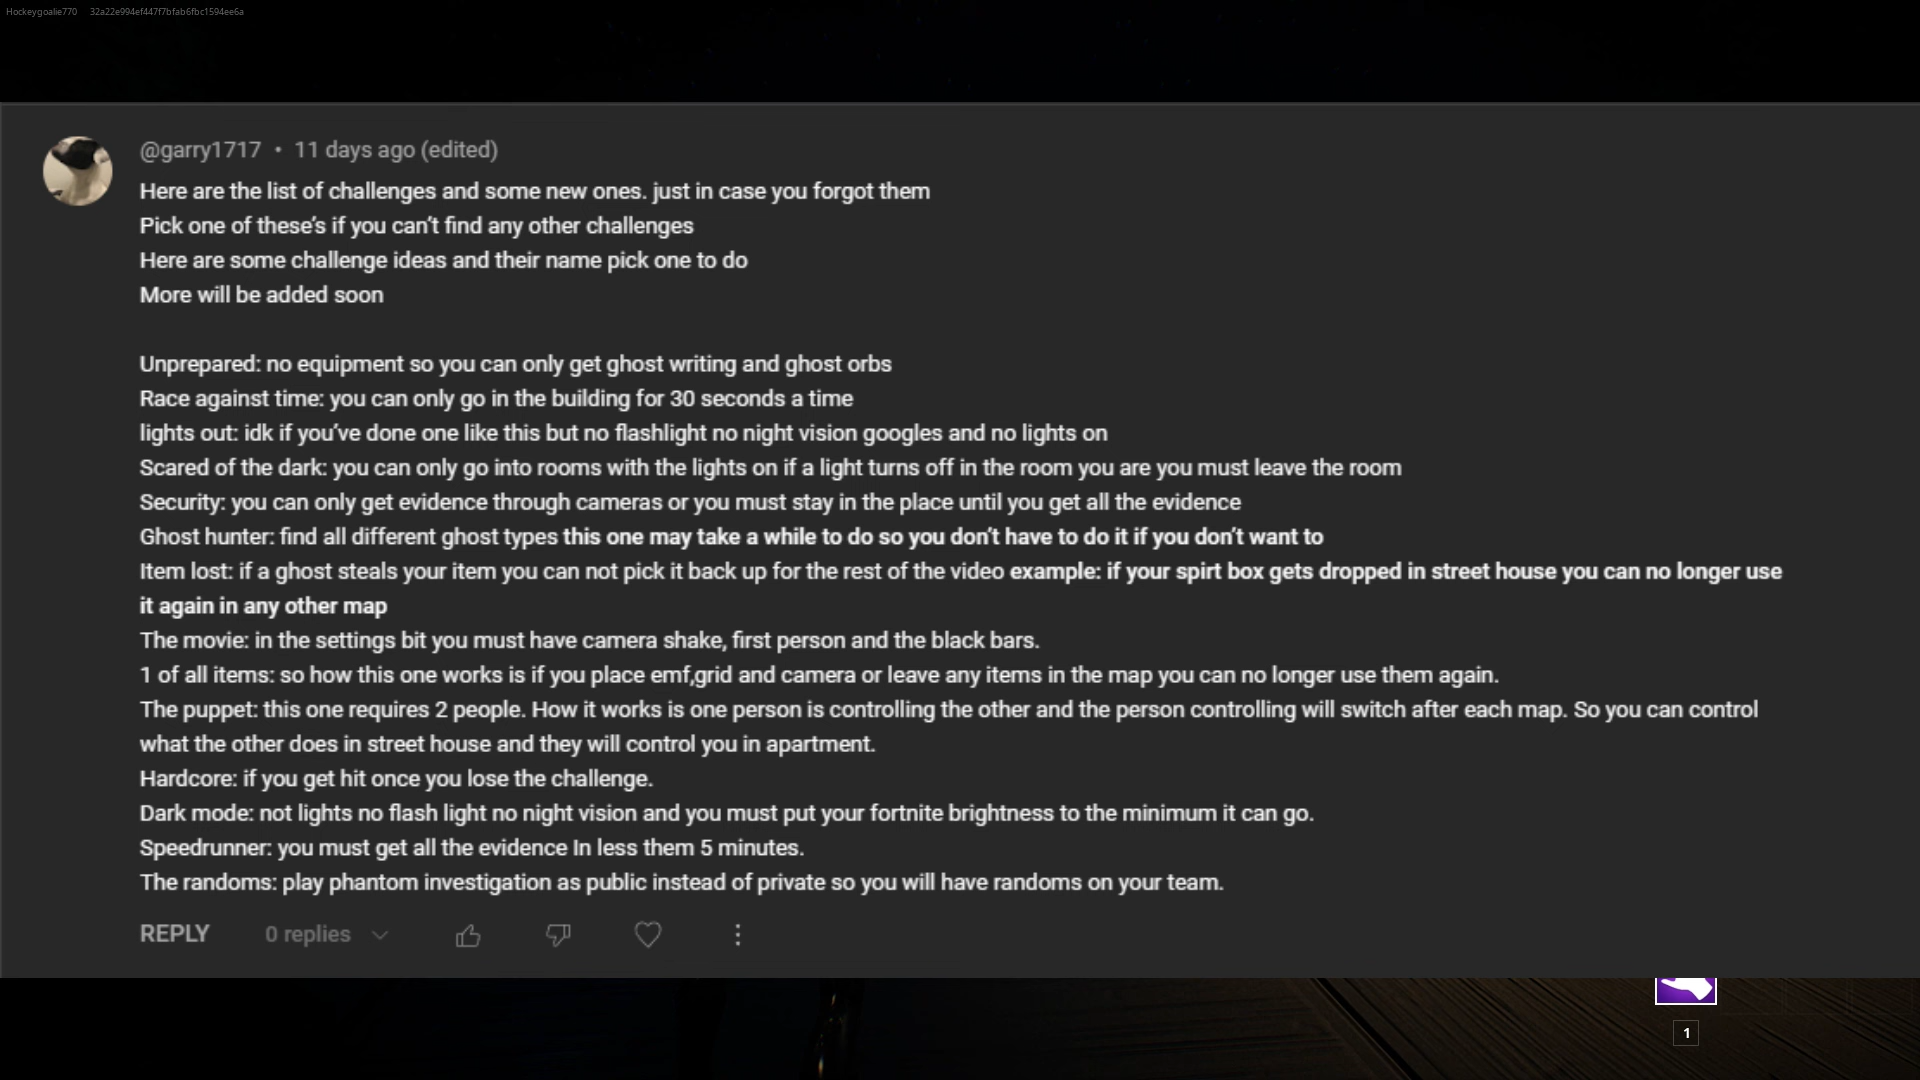 Hockeygoalie770 32a22e994ef447f7bfab6fbc1594ee6a
@garry1717 • 11 days ago (edited)
Here are the list of challenges and some new ones. just in case you forgot them
Pick one of these's if you can't find any other challenges
Here are some challenge ideas and their name pick one to do
More will be added soon
Unprepared: no equipment so you can only get ghost writing and ghost orbs
Race against time: you can only go in the building for 30 seconds a time
lights out: idk if you've done one like this but no flashlight no night vision googles and no lights on
Scared of the dark: you can only go into rooms with the lights on if a light turns off in the room you are you must leave the room
Security: you can only get evidence through cameras or you must stay in the place until you get all the evidence
Ghost hunter: find all different ghost types this one may take a while to do so you don't have to do it if you don't want to
Item lost: if a ghost steals your item you can not pick it back up for the rest of the video example: if your spirt box gets dropped in street house you can no longer use
it again in any other map
The movie: in the settings bit you must have camera shake, first person and the black bars.
1 of all items: so how this one works is if you place emf,grid and camera or leave any items in the map you can no longer use them again.
The puppet: this one requires 2 people. How it works is one person is controlling the other and the person controlling will switch after each map. So you can control
what the other does in street house and they will control you in apartment.
Hardcore: if you get hit once you lose the challenge.
Dark mode: not lights no flash light no night vision and you must put your fortnite brightness to the minimum it can go.
Speedrunner: you must get all the evidence In less them 5 minutes.
The randoms: play phantom investigation as public instead of private so you will have randoms on your team.
REPLY 0 replies
1